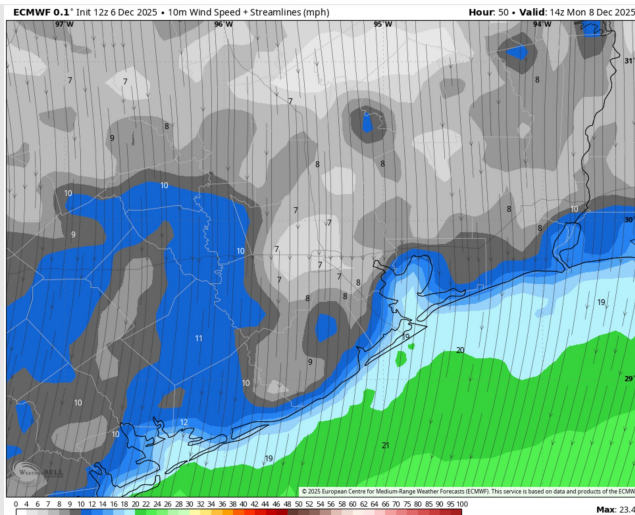 ECMWF 0.1° Init 12z 6 Dec 2025 • 10m Wind Speed + Streamlines (mph) Hour: 50 • Valid: 14z Mon 8 Dec 2025
97°W 96°W 95°W 94°W
31°
7 7 7 8
9 8
8 8
10 10
7 8 10
9 7 8 30°
10 7
7 7 8
8 8
19
19
11 20
9 29°
10
10
12
10
21
19
WEATHERBELL
© 2025 European Centre for Medium-Range Weather Forecasts (ECMWF). This service is based on data and products of the ECMW
0 4 6 7 8 9 10 12 14 16 18 20 22 24 26 28 30 32 34 36 38 40 42 44 46 48 50 52 54 56 58 60 62 64 66 68 70 75 80 85 90 95 100
Max: 23.4